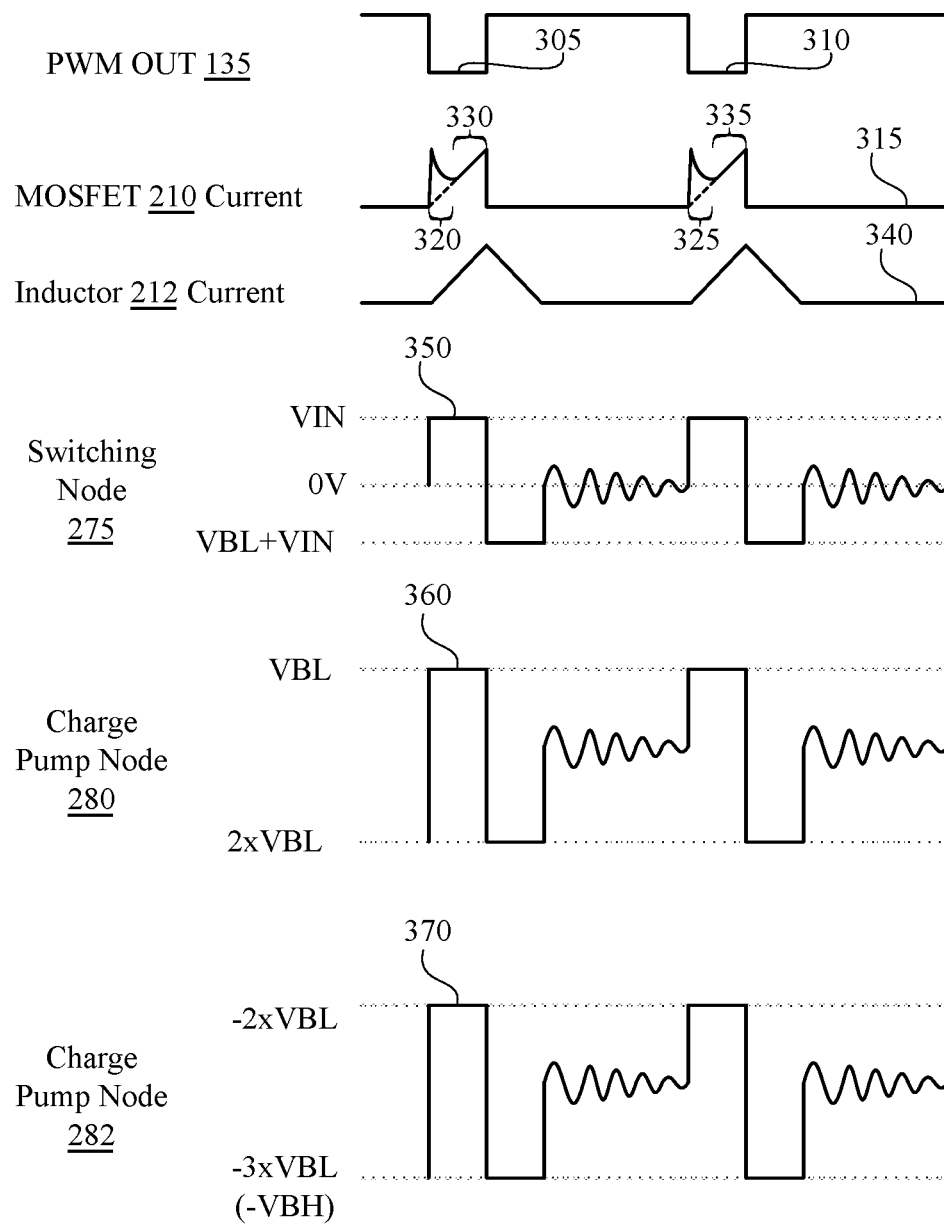 PWM OUT 135
305
310
330
335
315
MOSFET 210 Current
320
325
340
Inductor 212 Current
350
VIN
Switching
Node
275
0V
VBL+VIN
360
VBL
Charge
Pump Node
280
2xVBL
370
-2xVBL
Charge
Pump Node
282
-3xVBL
(-VBH)